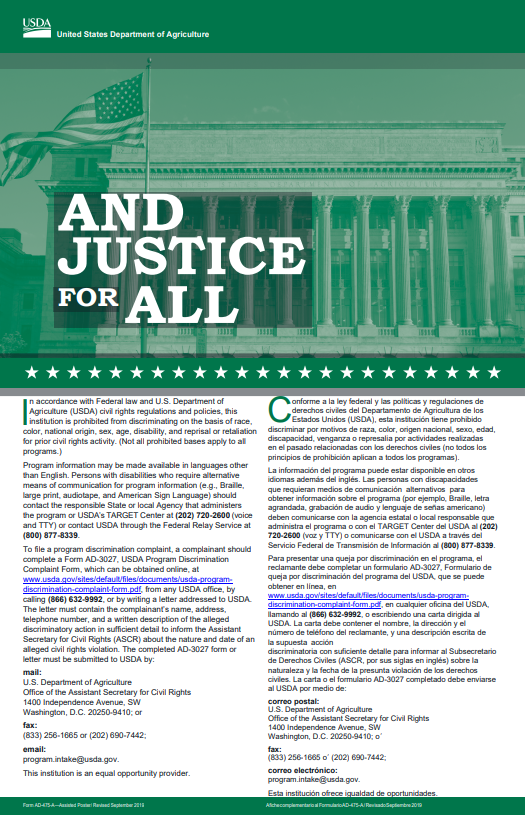 USDA
United States Department of Agriculture
AND
JUSTICE
FOR ALL
In accordance with Federal law and U.S. Department of
Agriculture (USDA) civil rights regulations and policies, this
institution is prohibited from discriminating on the basis of race,
color, national origin, sex, age, disability, and reprisal or retaliation
for prior civil rights activity. (Not all prohibited bases apply to all
programs.)
Program information may be made available in languages other
than English. Persons with disabilities who require alternative
means of communication for program information (e.g., Braille,
large print, audiotape, and American Sign Language) should
contact the responsible State or local Agency that administers
the program or USDA's TARGET Center at (202) 720-2600 (voice
and TTY) or contact USDA through the Federal Relay Service at
(800) 877-8339.
To file a program discrimination complaint, a complainant should
complete a Form AD-3027, USDA Program Discrimination
Complaint Form, which can be obtained online, at
www.usda.gov/sites/default/files/documents/usda-program-
discrimination-complaint-form.pdf, from any USDA office, by
calling (866) 632-9992, or by writing a letter addressed to USDA.
The letter must contain the complainant's name, address,
telephone number, and a written description of the alleged
discriminatory action in sufficient detail to inform the Assistant
Secretary for Civil Rights (ASCR) about the nature and date of an
alleged civil rights violation. The completed AD-3027 form or
letter must be submitted to USDA by:
mail:
U.S. Department of Agriculture
Office of the Assistant Secretary for Civil Rights
1400 Independence Avenue, SW
Washington, D.C. 20250-9410; or
fax:
(833) 256-1665 or (202) 690-7442;
email:
program.intake@usda.gov.
This institution is an equal opportunity provider.
Conforme a la ley federal y las políticas y regulaciones de
derechos civiles del Departamento de Agricultura de los
Estados Unidos (USDA), esta institución tiene prohibido
discriminar por motivos de raza, color, origen nacional, sexo, edad,
discapacidad, venganza o represalia por actividades realizadas
en el pasado relacionadas con los derechos civiles (no todos los
principios de prohibición aplican a todos los programas).
La información del programa puede estar disponible en otros
idiomas además del inglés. Las personas con discapacidades
que requieran medios de comunicación alternativos para
obtener información sobre el programa (por ejemplo, Braille, letra
agrandada, grabación de audio y lenguaje de señas americano)
deben comunicarse con la agencia estatal o local responsable que
administra el programa o con el TARGET Center del USDA al (202)
720-2600 (voz y TTY) o comunicarse con el USDA a través del
Servicio Federal de Transmisión de Información al (800) 877-8339.
Para presentar una queja por discriminación en el programa, el
reclamante debe completar un formulario AD-3027, Formulario de
queja por discriminación del programa del USDA, que se puede
obtener en línea, en
www.usda.gov/sites/default/files/documents/usda-program-
discrimination-complaint-form.pdf, en cualquier oficina del USDA,
llamando al (866) 632-9992, o escribiendo una carta dirigida al
USDA. La carta debe contener el nombre, la dirección y el
número de teléfono del reclamante, y una descripción escrita de
la supuesta acción
discriminatoria con suficiente detalle para informar al Subsecretario
de Derechos Civiles (ASCR, por sus siglas en inglés) sobre la
naturaleza y la fecha de la presunta violación de los derechos
civiles. La carta o el formulario AD-3027 completado debe enviarse
al USDA por medio de:
correo postal:
U.S. Department of Agriculture
Office of the Assistant Secretary for Civil Rights
1400 Independence Avenue, SW
Washington, D.C. 20250-9410; o'
fax:
(833) 256-1665 o' (202) 690-7442;
correo electrónico:
program.intake@usda.gov.
Esta institución ofrece igualdad de oportunidades.
Form AD-475-A—Assisted Poster/ Revised September 2019
Afiche complementario al Formulario AD-475-A / Revisado Septiembre 2019